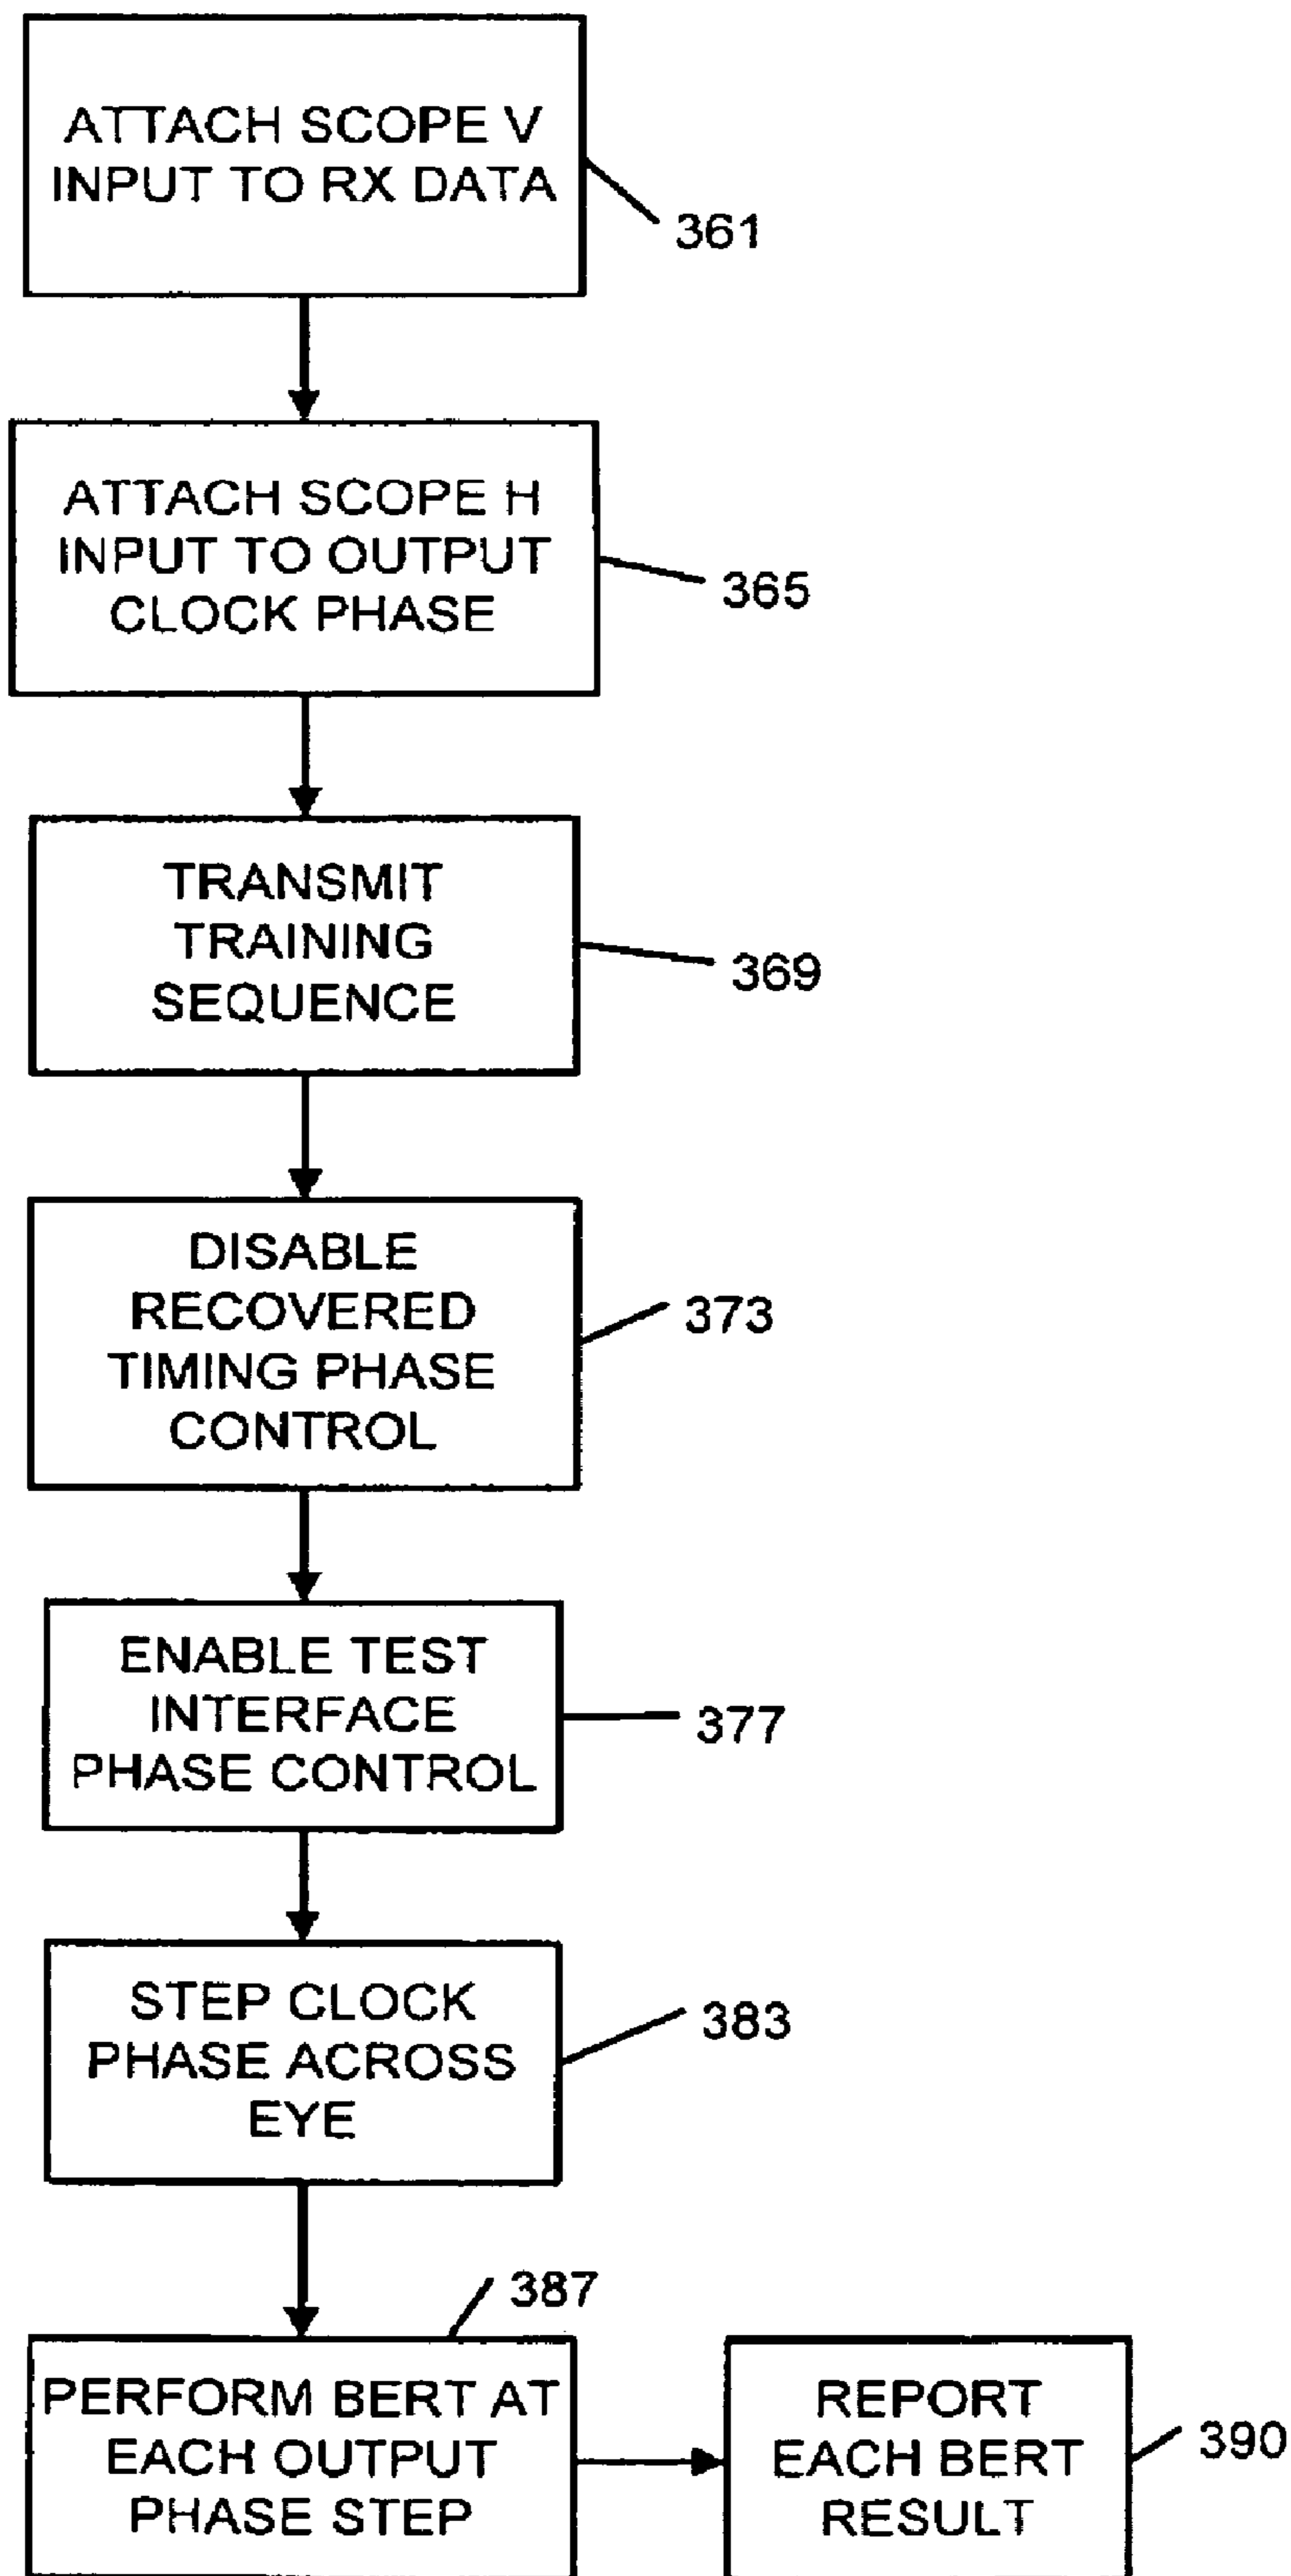 ATTACH SCOPE V
INPUT TO RX DATA
361
ATTACH SCOPE H
INPUT TO OUTPUT
CLOCK PHASE
365
TRANSMIT
TRAINING
SEQUENCE
369
DISABLE
RECOVERED
TIMING PHASE
CONTROL
373
ENABLE TEST
INTERFACE
PHASE CONTROL
377
STEP CLOCK
PHASE ACROSS
EYE
383
387
PERFORM BERT AT
EACH OUTPUT
PHASE STEP
REPORT
EACH BERT
RESULT
390